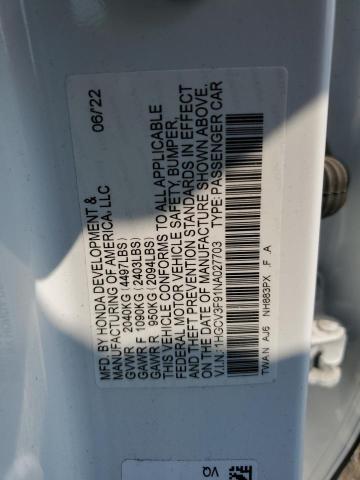 MFD. BY HONDA DEVELOPMENT & 06/22
MANUFACTURING OF AMERICA, LLC
GVWR 2040KG (4497LBS)
GAWR F 1090KG (2403LBS)
GAWR R 950KG (2094LBS)
THIS VEHICLE CONFORMS TO ALL APPLICABLE
FEDERAL MOTOR VEHICLE SAFETY, BUMPER,
AND THEFT PREVENTION STANDARDS IN EFFECT
ON THE DATE OF MANUFACTURE SHOWN ABOVE.
V.I.N.: 1HGCV3F91NA027703 TYPE:PASSENGER CAR
TWAN AJ6 NH883PX F A
VQ